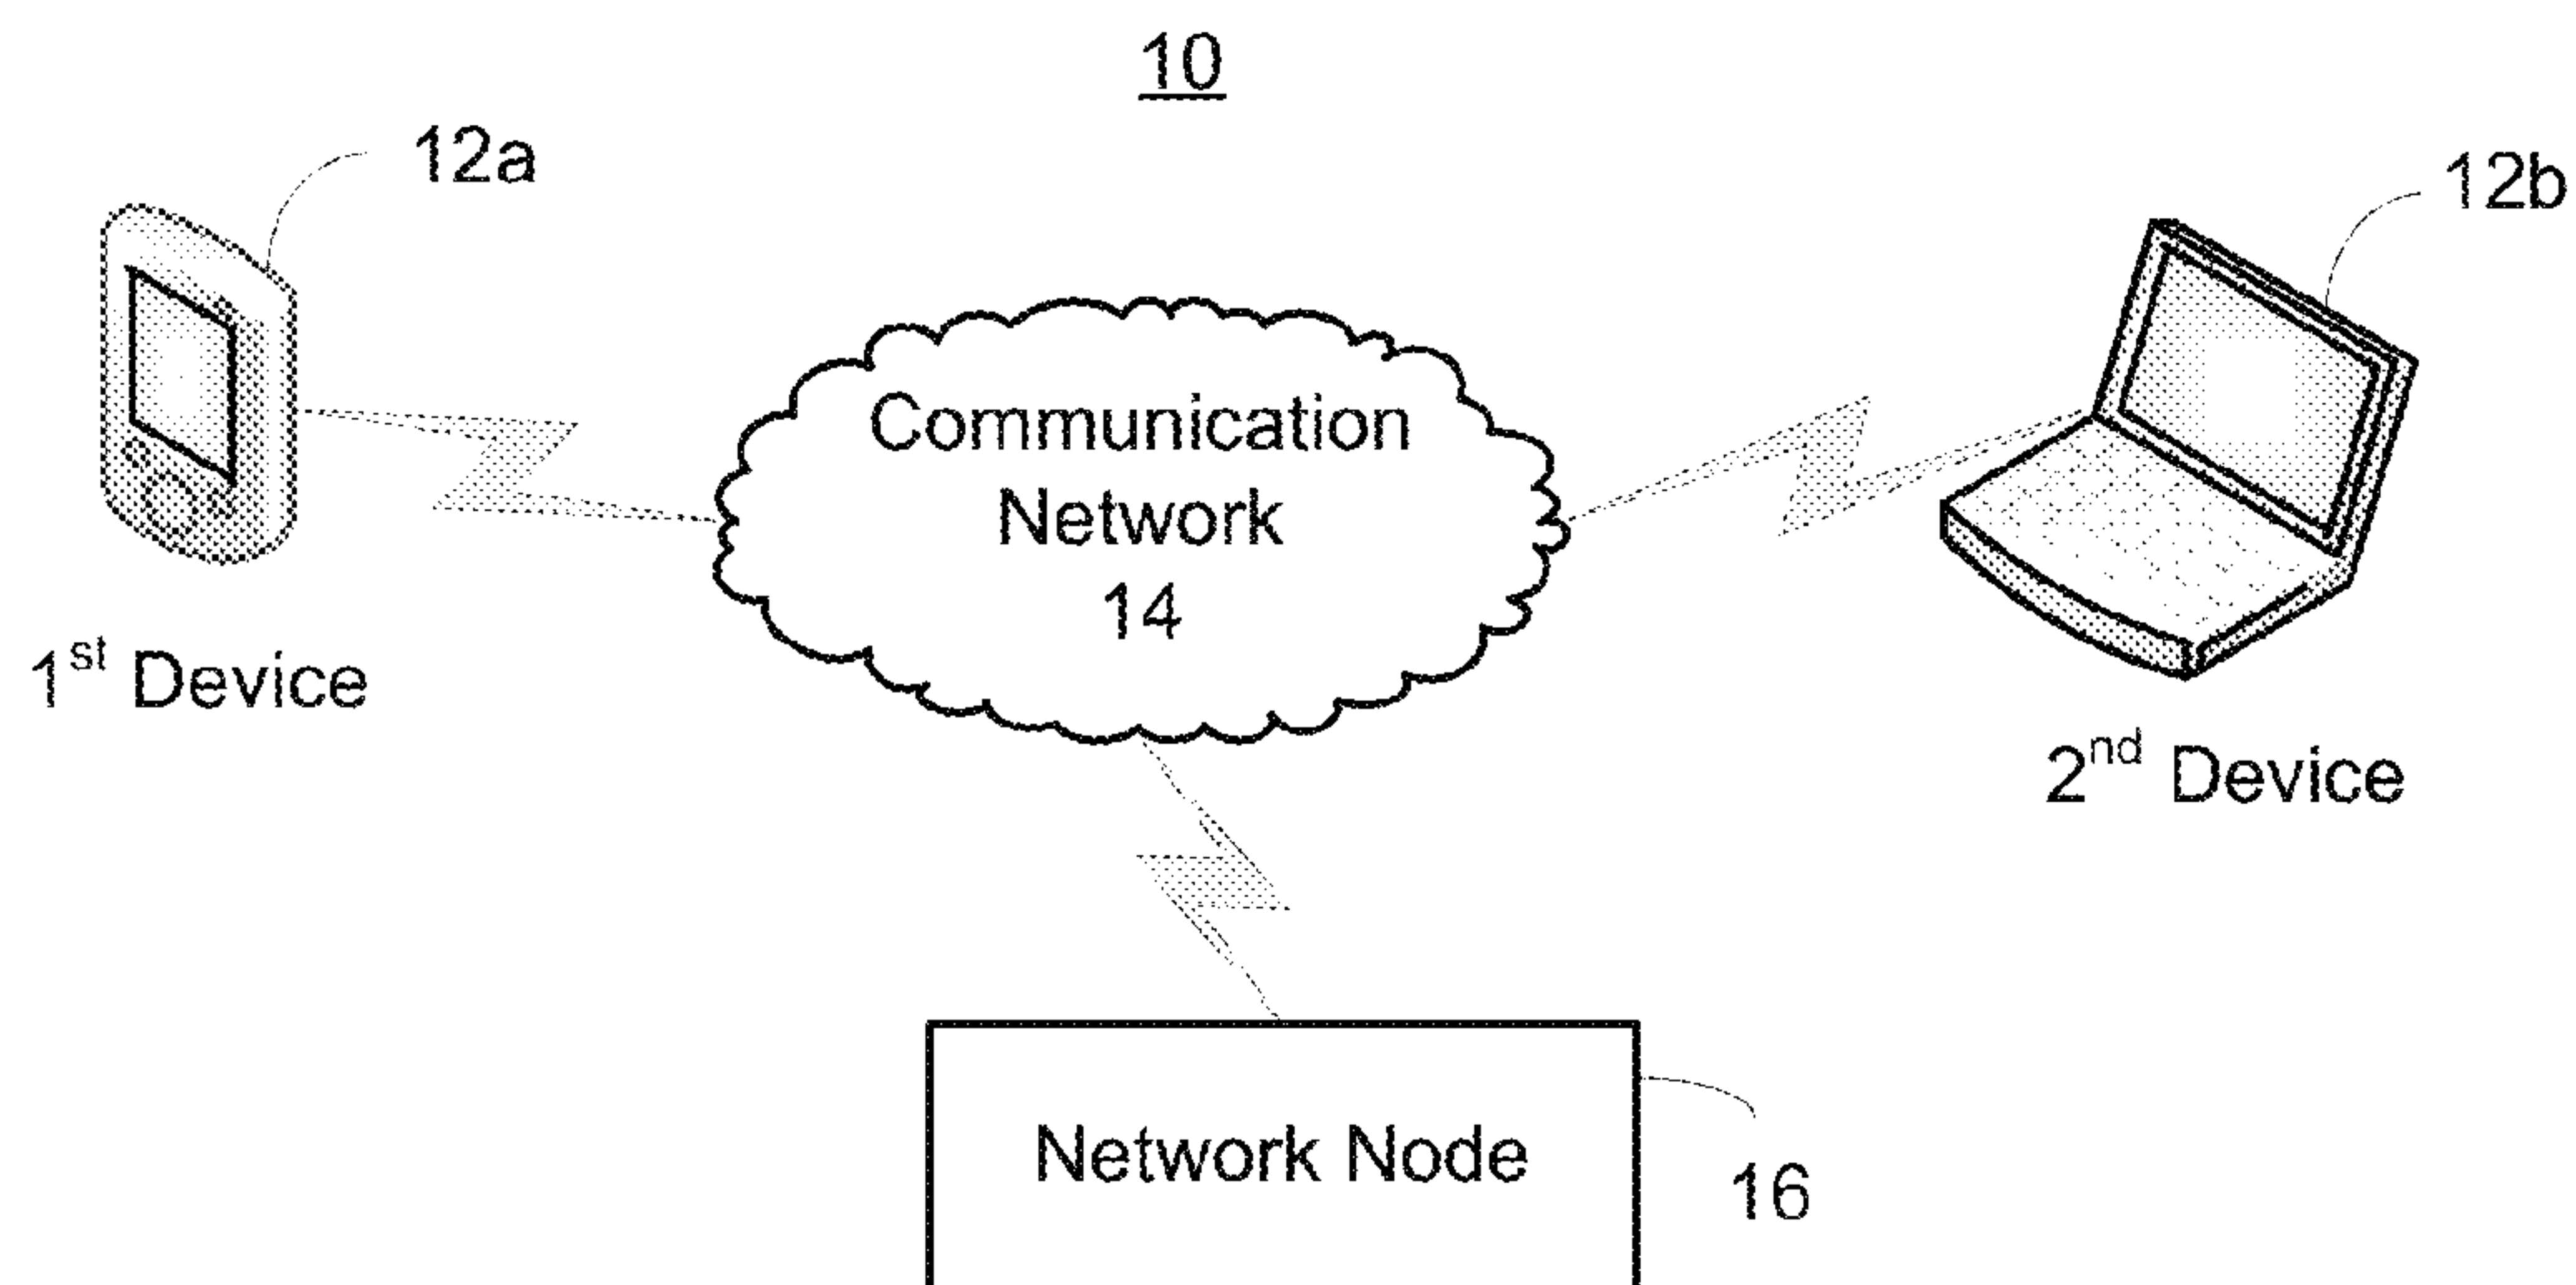 10
12a
12b
Communication
Network
14
1st Device
2nd Device
Network Node
16